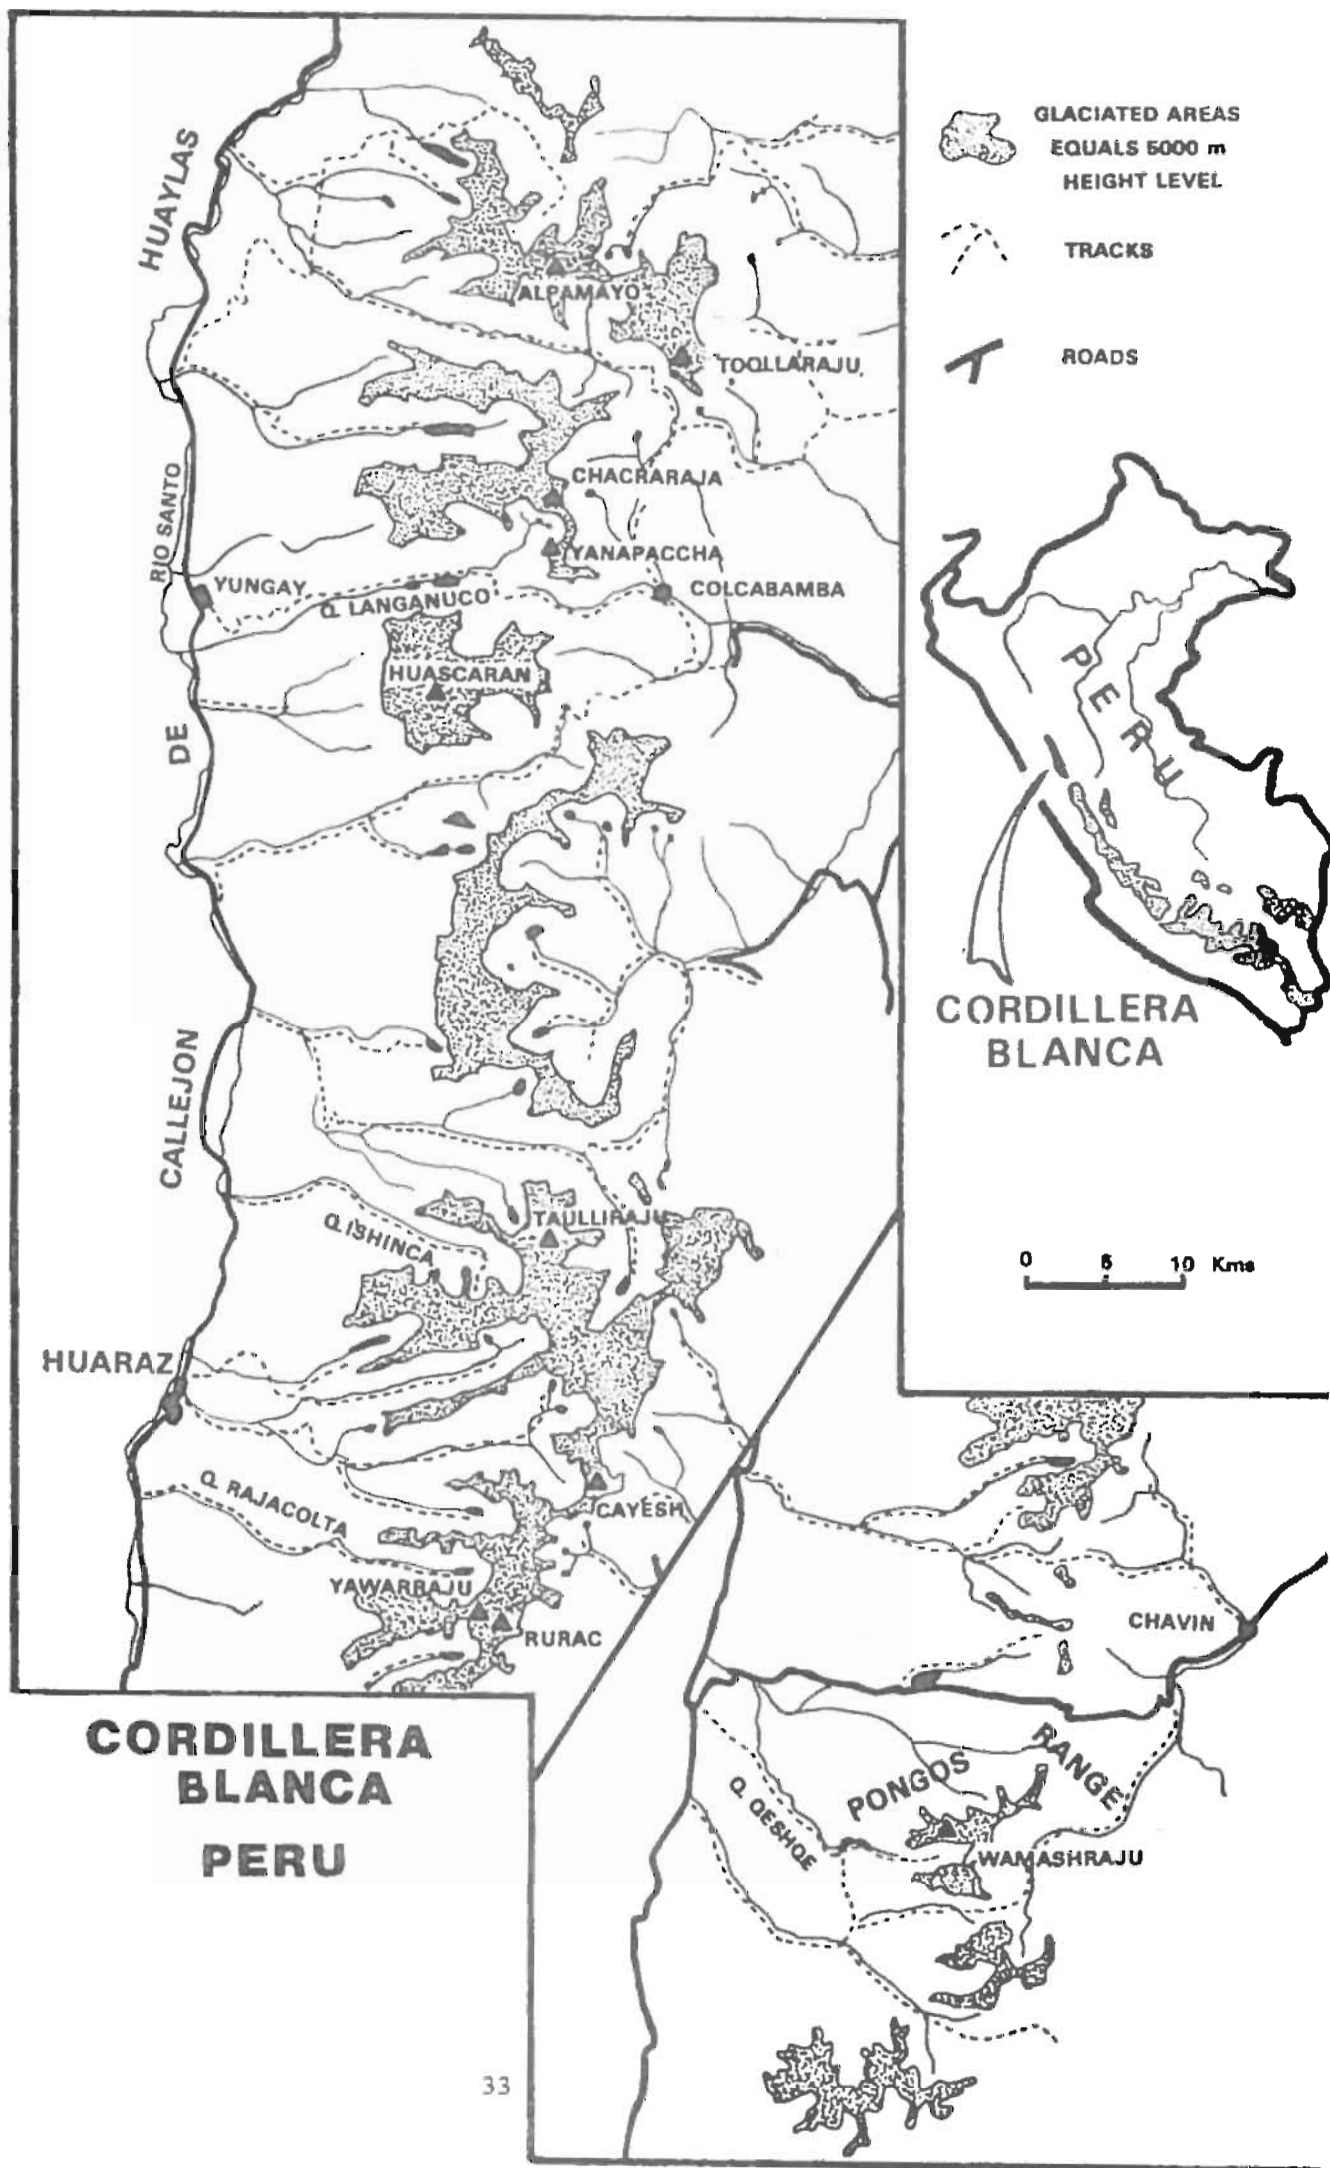 GLACIATED AREAS
EQUALS 5000 m
HEIGHT LEVEL
TRACKS
ROADS
HUAYLAS
ALPAMAYO
TOQLLARAJU
CHACRARAJA
RIO SANTO
YANAPACCHA
YUNGAY
Q. LANGANUCO
COLCABAMBA
HUASCARAN
DE
PERU
CORDILLERA
BLANCA
CALLEJON
TAULLIRAJU
Q. ISHINCA
0 5 10 Kms
HUARAZ
Q. RAJACOLTA
CAYESH
YAWARRAJU
RURAC
CHAVIN
CORDILLERA
BLANCA
PERU
PONGOS RANGE
Q. QESHQE
WAMASHRAJU
33